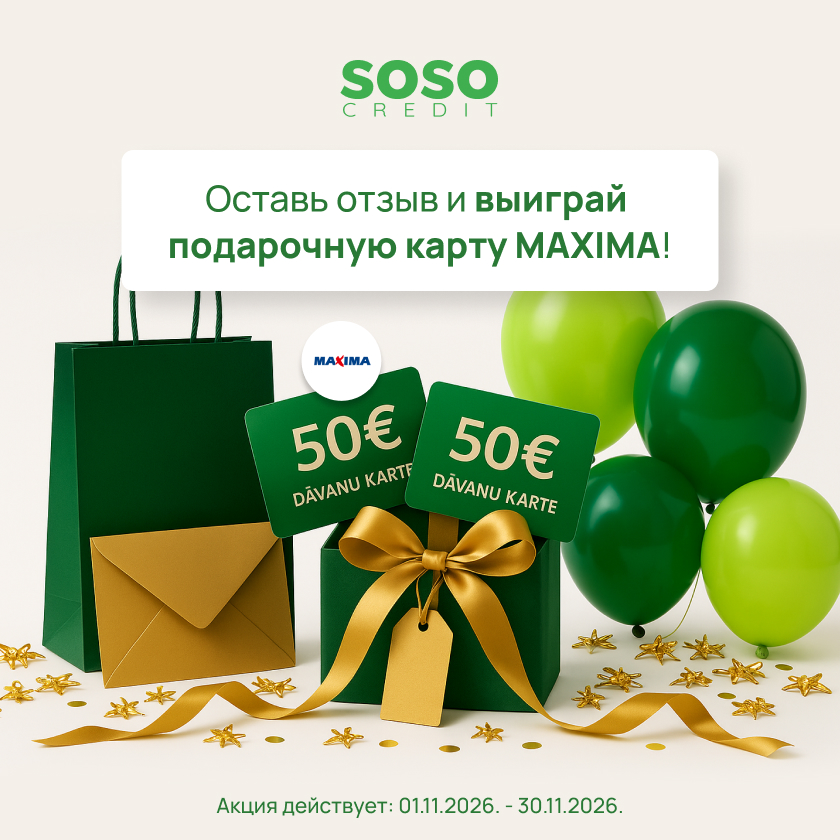 SOSO
CREDIT
Оставь отзыв и выиграй
подарочную карту MAXIMA!
MAXIMA
50€
DĀVANU KARTE
50€
DĀVANU KARTE
Акция действует: 01.11.2026. - 30.11.2026.